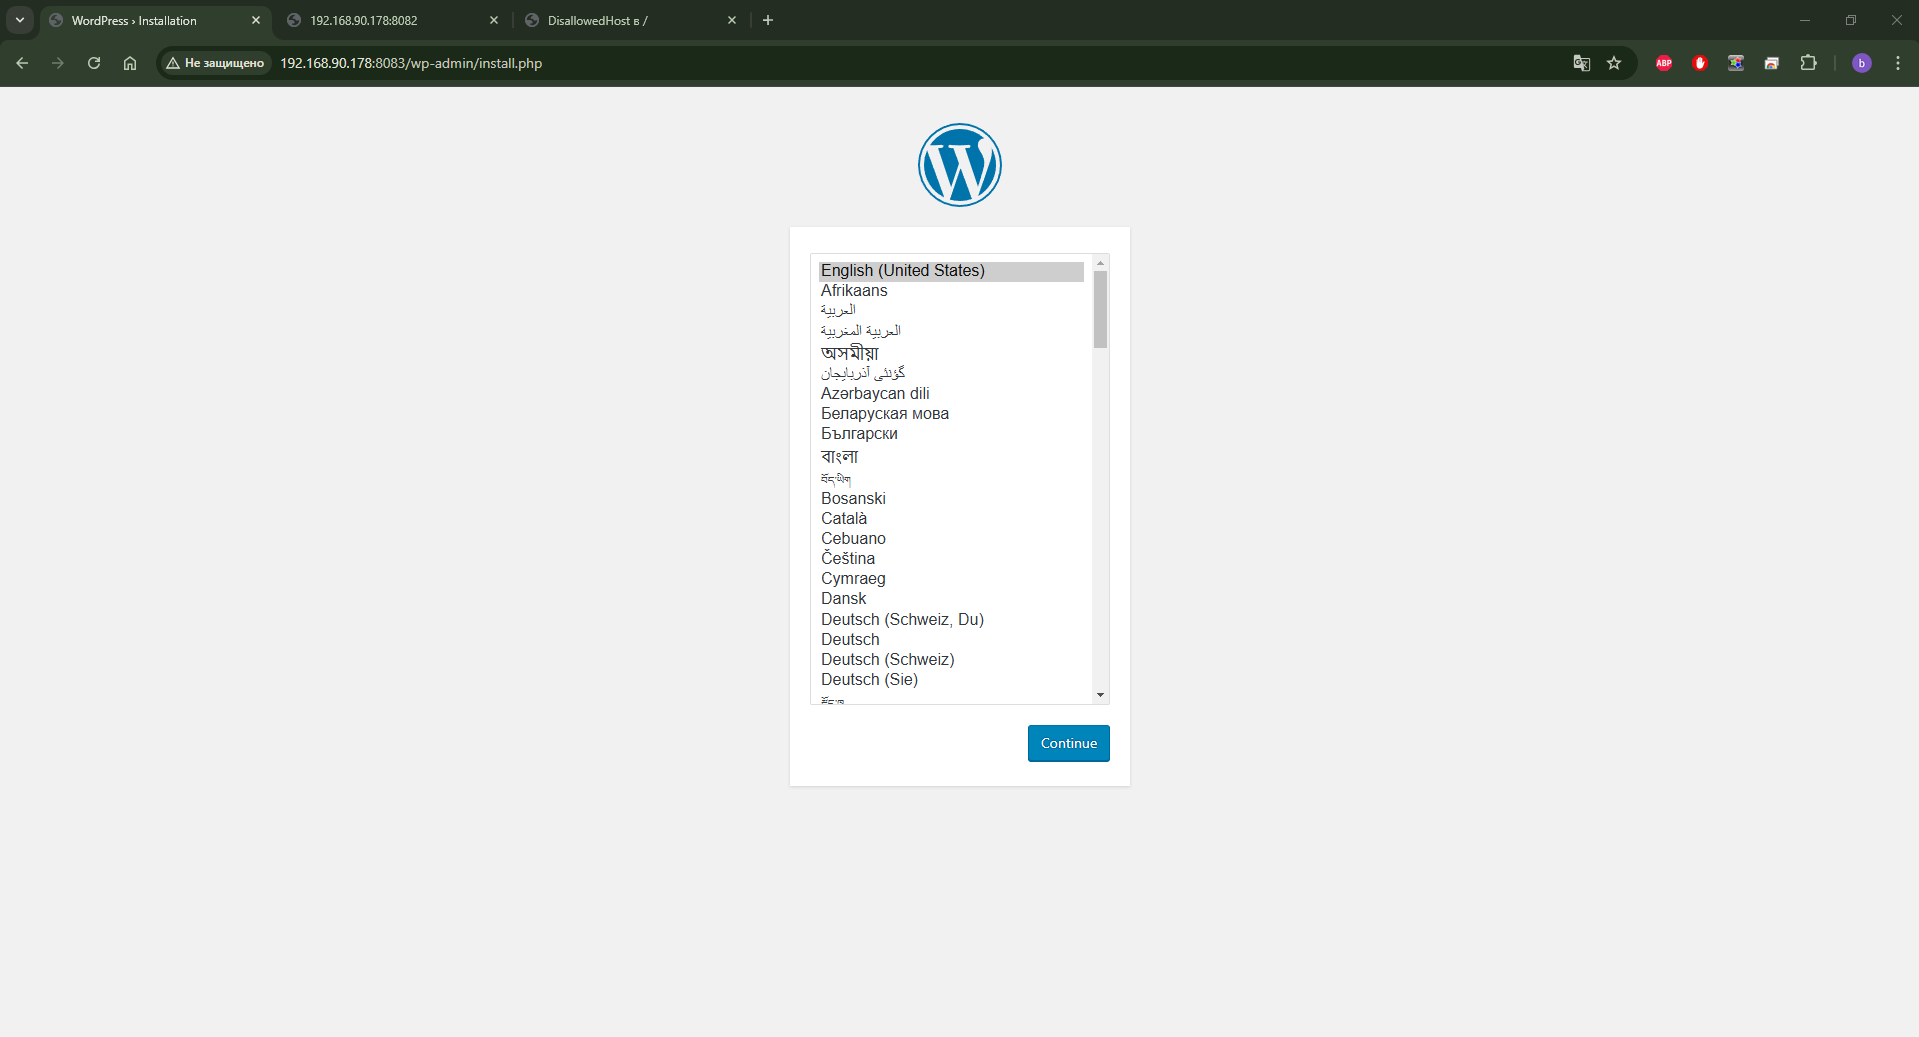 WordPress › Installation
192.168.90.178:8082
DisallowedHost в /
Не защищено
192.168.90.178:8083/wp-admin/install.php
ABP
b
English (United States)
Afrikaans
العربية
العربية المغربية
অসমীয়া
گؤنئی آذربایجان
Azərbaycan dili
Беларуская мова
Български
বাংলা
བོད་ཡིག
Bosanski
Català
Cebuano
Čeština
Cymraeg
Dansk
Deutsch (Schweiz, Du)
Deutsch
Deutsch (Schweiz)
Deutsch (Sie)
Continue